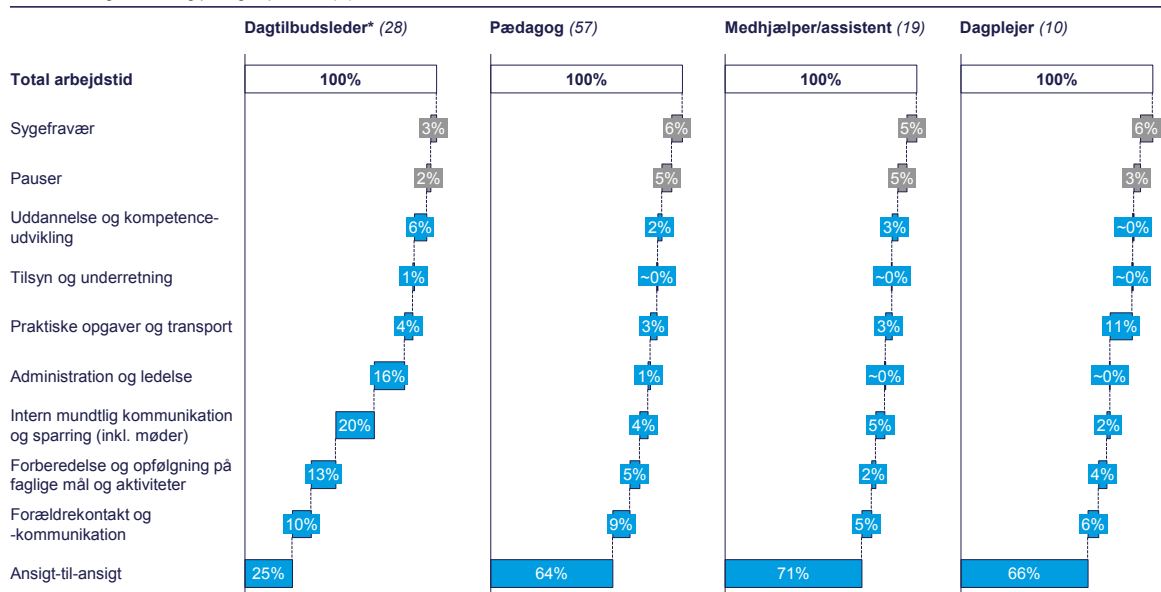 Dagtilbudsleder* (28) Pædagog (57) Medhjælper/assistent (19) Dagplejer (10)
Total arbejdstid 100% 100% 100% 100%
Sygefravær 3% 6% 5% 6%
Pauser 2% 5% 5% 3%
Uddannelse og kompetence-
udvikling 6% 2% 3% ~0%
Tilsyn og underretning 1% ~0% ~0% ~0%
Praktiske opgaver og transport 4% 3% 3% 11%
Administration og ledelse 16% 1% ~0% ~0%
Intern mundtlig kommunikation
og sparring (inkl. møder) 20% 4% 5% 2%
Forberedelse og opfølgning på
faglige mål og aktiviteter 13% 5% 2% 4%
Forældrekontakt og
-kommunikation 10% 9% 5% 6%
Ansigt-til-ansigt 25% 64% 71% 66%